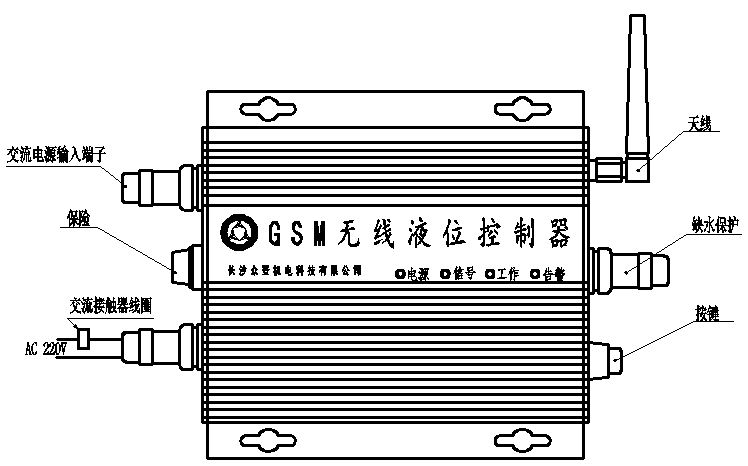 天线
交流电源输入端子
保险
GSM无线液位控制器
缺水保护
长沙众翌机电科技有限公司
电源 信号 工作 告警
交流接触器线圈
按键
AC 220V